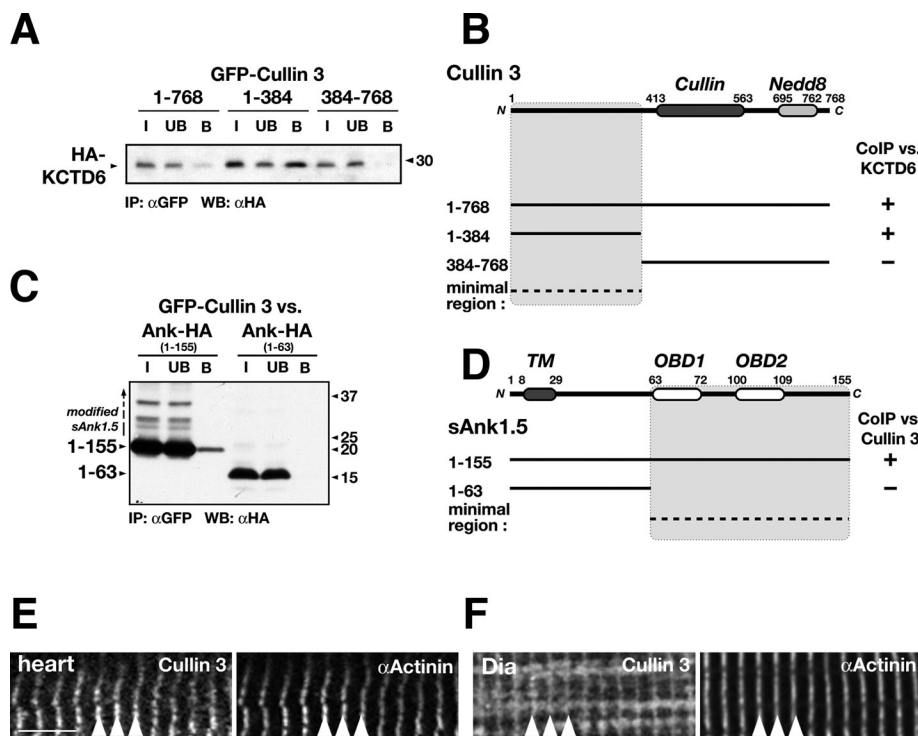 A
GFP-Cullin 3
1-768 1-384 384-768
I UB B I UB B I UB B
HA-
KCTD6
30
IP: αGFP WB: αHA
B
Cullin 3
Cullin Nedd8
1 413 563 695 762 768
N C
CoIP vs.
KCTD6
1-768 +
1-384 +
384-768 –
minimal
region :
C
GFP-Cullin 3 vs.
Ank-HA Ank-HA
(1-155) (1-63)
I UB B I UB B
modified
sAnk1.5
37
25
1-155 20
1-63 15
IP: αGFP WB: αHA
D
TM OBD1 OBD2
1 8 29 63 72 100 109 155
N C
sAnk1.5
CoIP vs.
Cullin 3
1-155 +
1-63 –
minimal
region :
E
heart Cullin 3 αActinin
F
Dia Cullin 3 αActinin